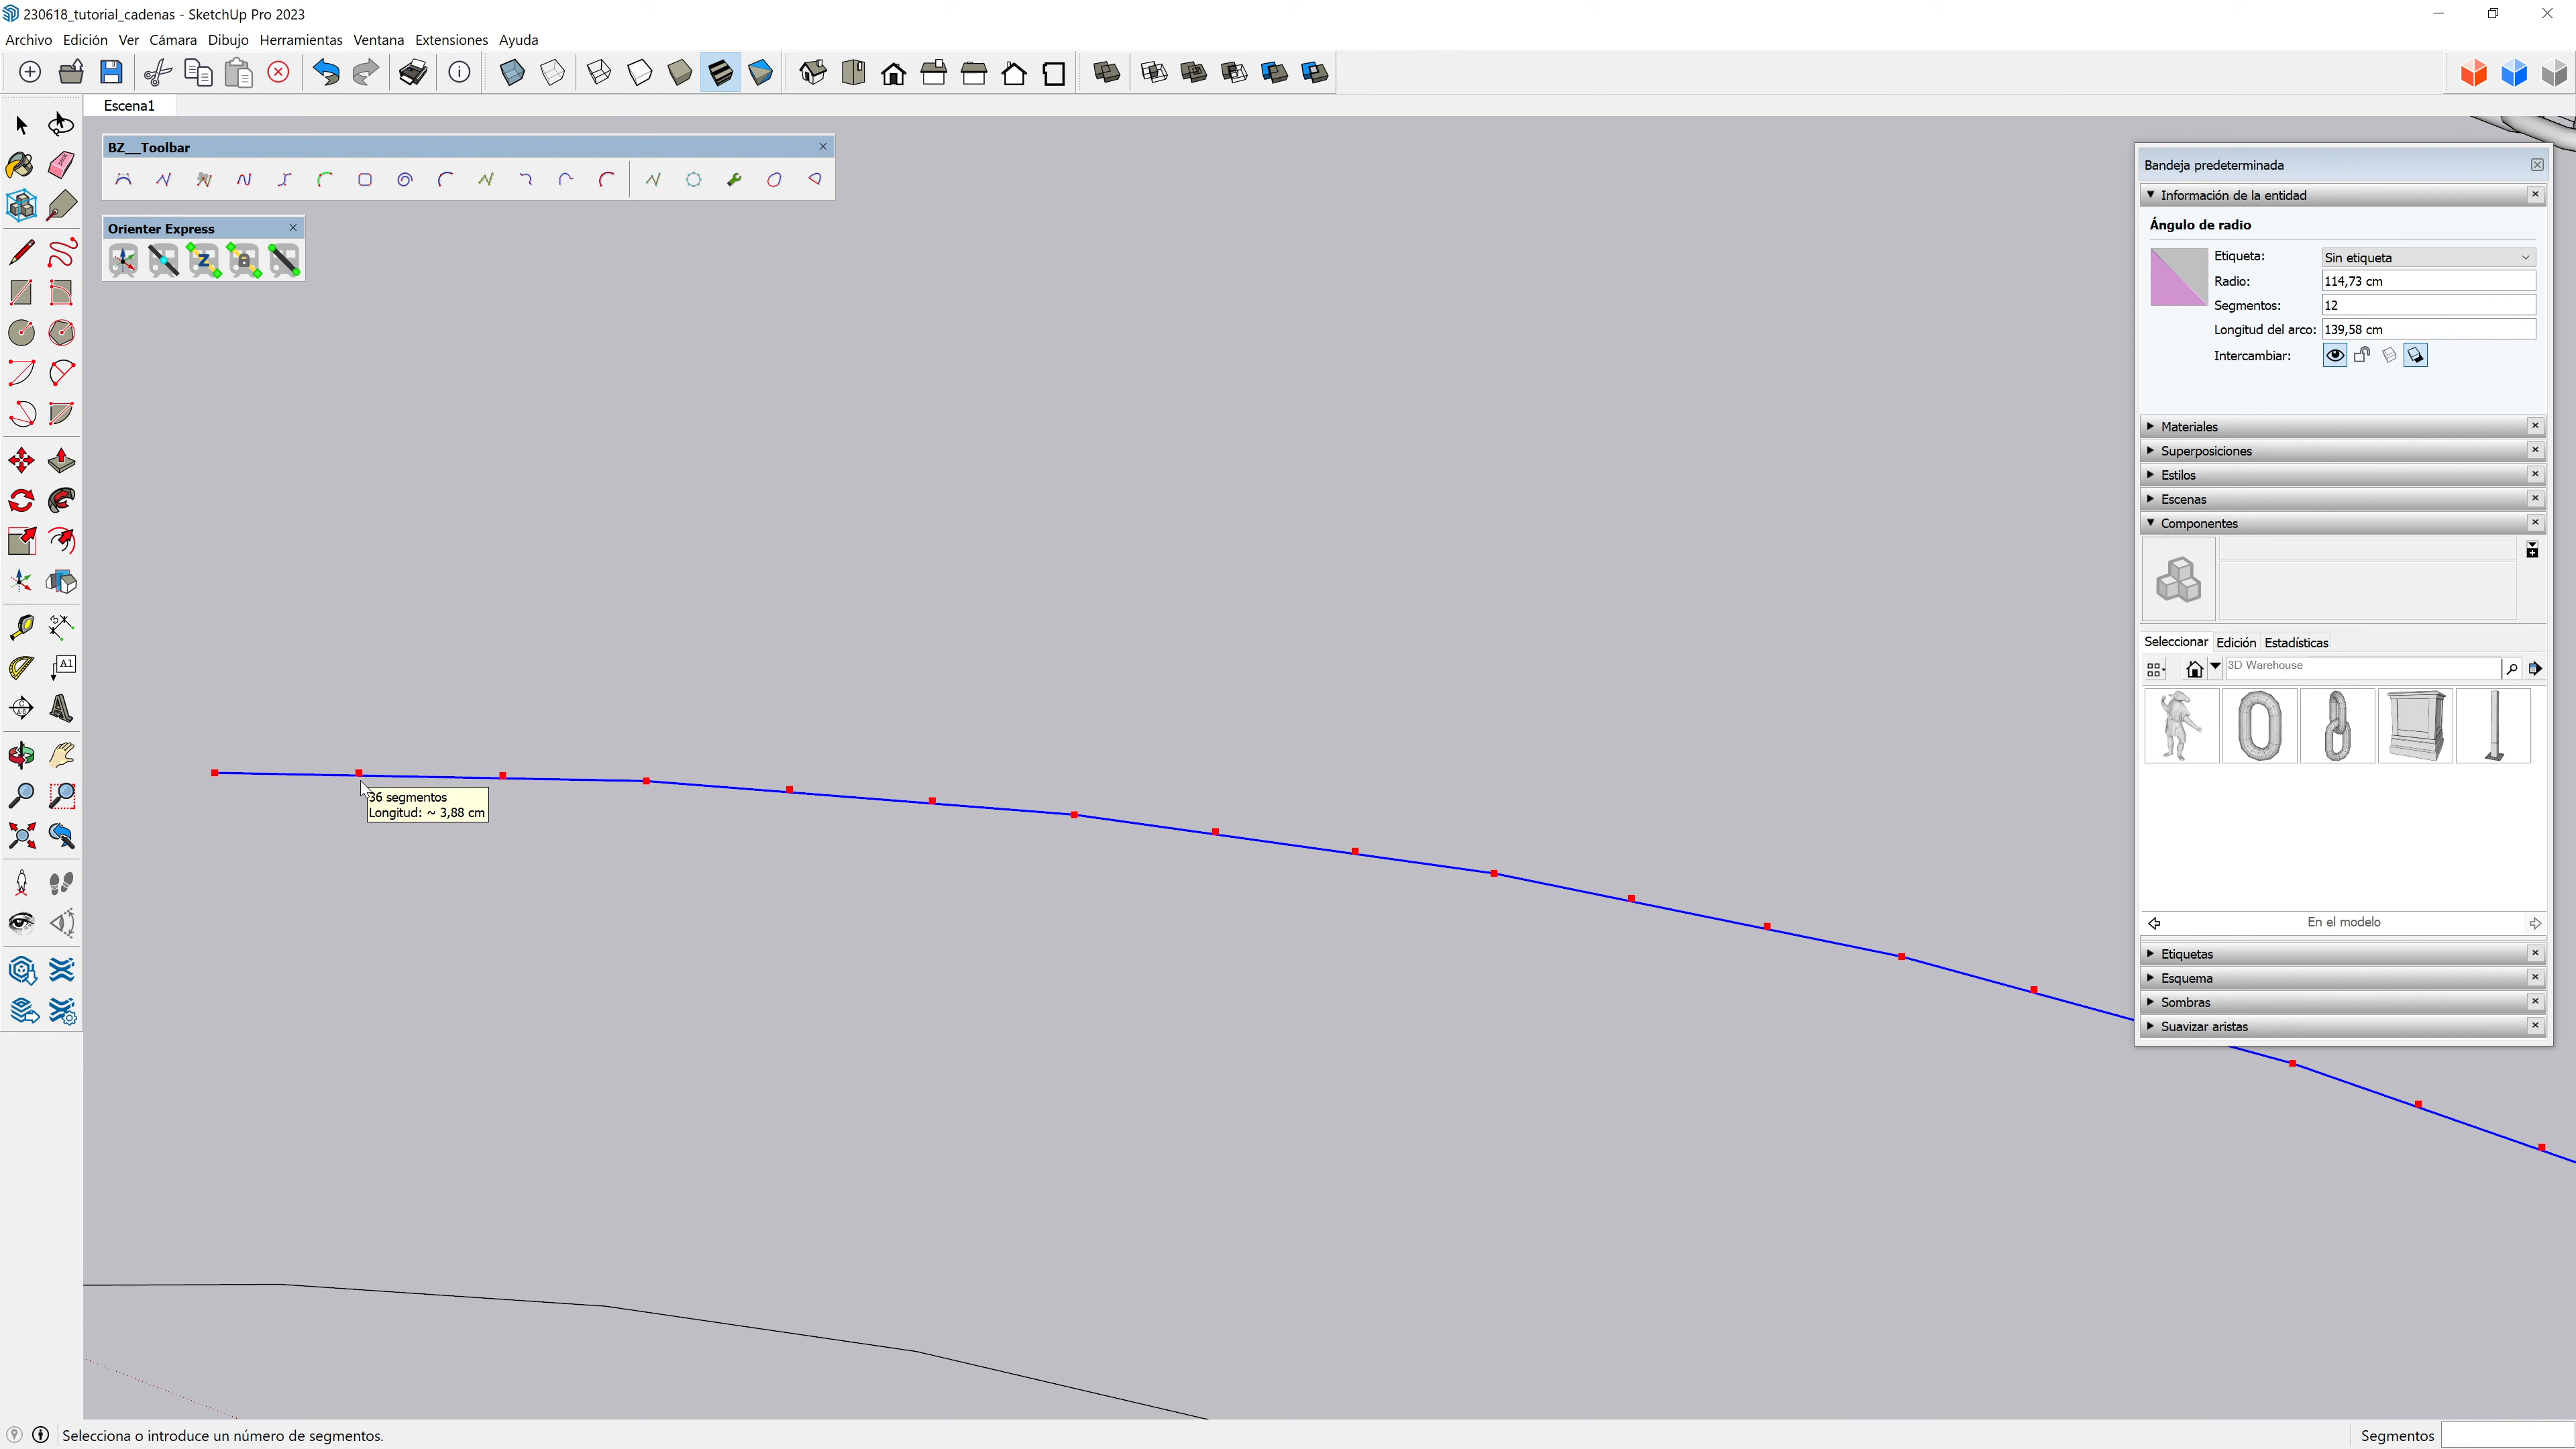 230618_tutorial_cadenas - SketchUp Pro 2023
Archivo Edición Ver Cámara Dibujo Herramientas Ventana Extensiones Ayuda
Escena1
BZ__Toolbar
Orienter Express
Z
A1
36 segmentos
Longitud: ~ 3,88 cm
Bandeja predeterminada
Información de la entidad
Ángulo de radio
Etiqueta: Sin etiqueta
Radio: 114,73 cm
Segmentos: 12
Longitud del arco: 139,58 cm
Intercambiar:
Materiales
Superposiciones
Estilos
Escenas
Componentes
Seleccionar Edición Estadísticas
3D Warehouse
En el modelo
Etiquetas
Esquema
Sombras
Suavizar aristas
Selecciona o introduce un número de segmentos.
Segmentos